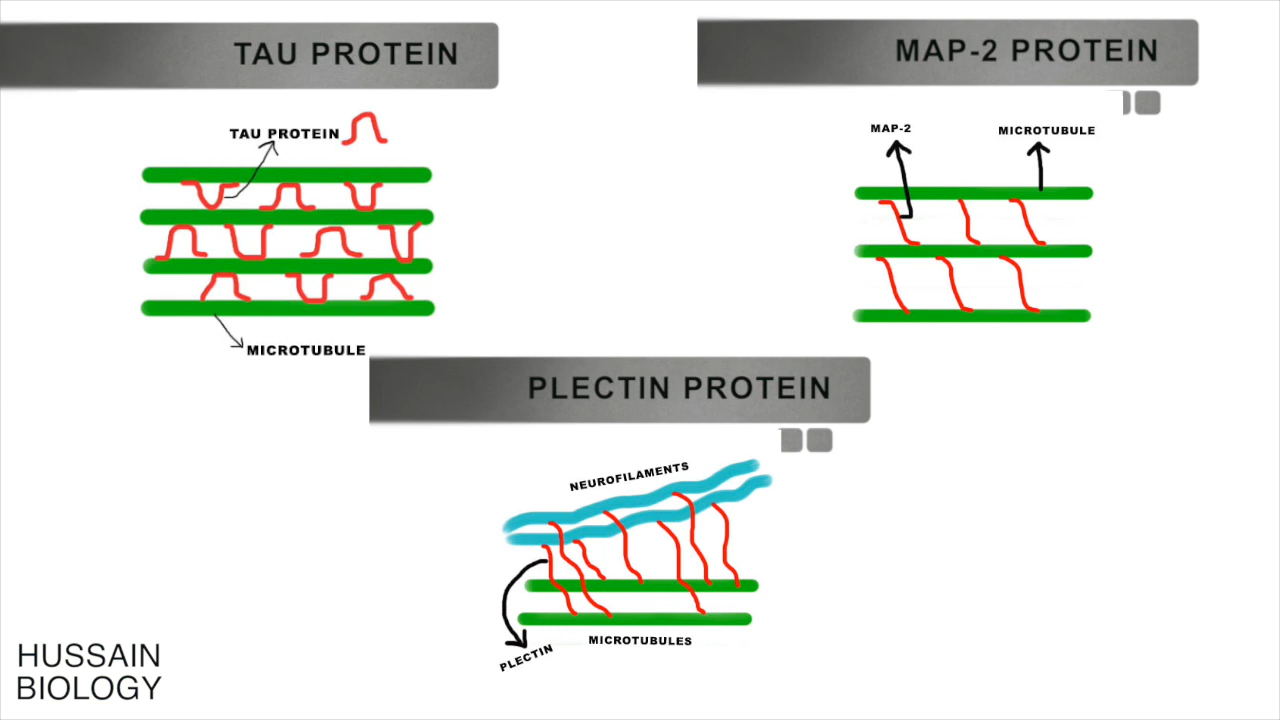 TAU PROTEIN
TAU PROTEIN
MICROTUBULE
MAP-2 PROTEIN
MAP-2
MICROTUBULE
PLECTIN PROTEIN
NEUROFILAMENTS
MICROTUBULES
PLECTIN
HUSSAIN
BIOLOGY